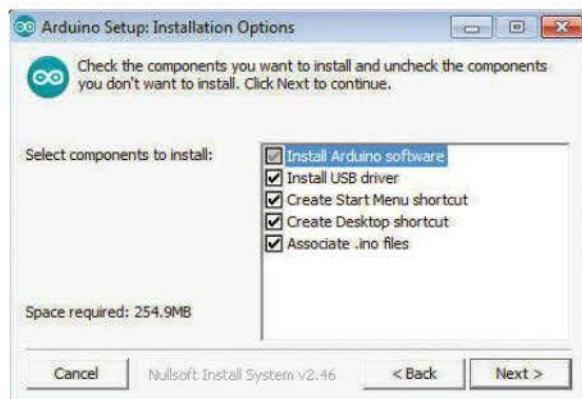 Arduino Setup: Installation Options
Check the components you want to install and uncheck the components
you don't want to install. Click Next to continue.
Select components to install:
Install Arduino software
Install USB driver
Create Start Menu shortcut
Create Desktop shortcut
Associate .ino files
Space required: 254.9MB
Cancel
Nullsoft Install System v2.46
< Back
Next >